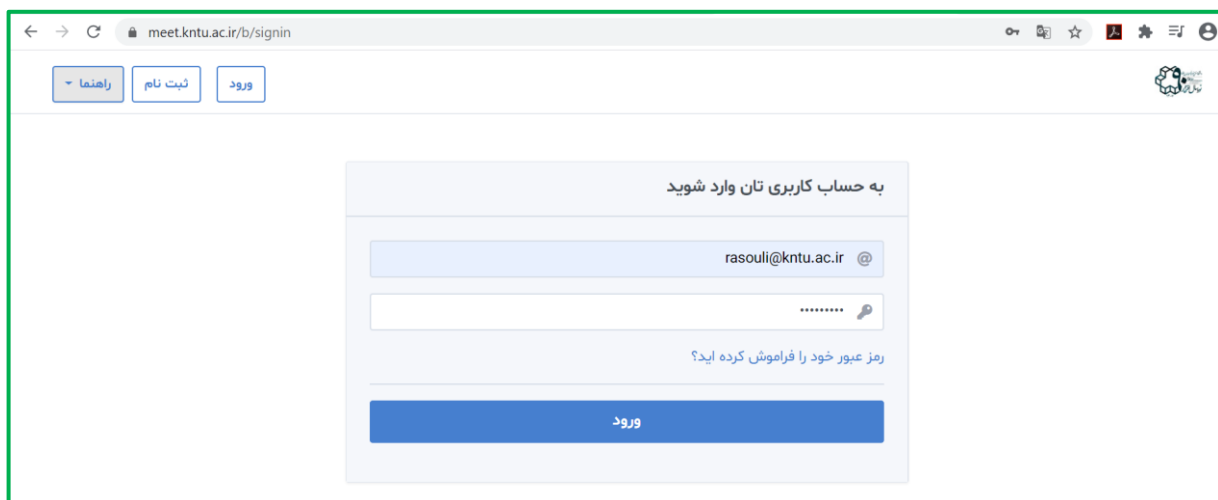 meet.kntu.ac.ir/b/signin
ورود
ثبت نام
راهنما
به حساب کاربری تان وارد شوید
@ rasouli@kntu.ac.ir
•••••••••
رمز عبور خود را فراموش کرده اید؟
ورود